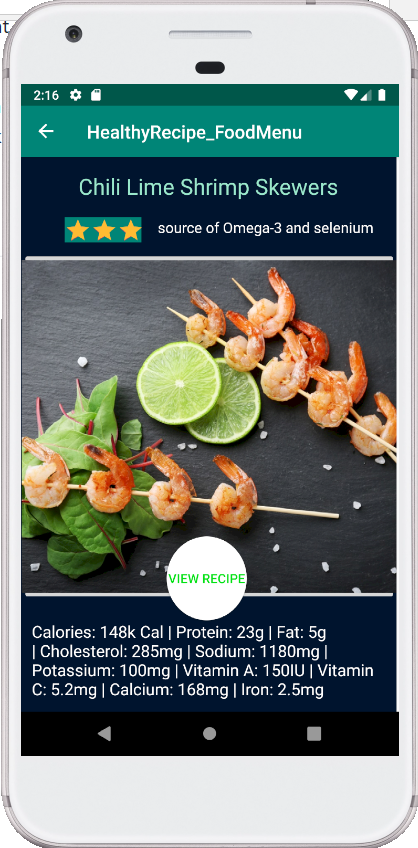 2:16
HealthyRecipe_FoodMenu
Chili Lime Shrimp Skewers
source of Omega-3 and selenium
VIEW RECIPE
Calories: 148k Cal | Protein: 23g | Fat: 5g
| Cholesterol: 285mg | Sodium: 1180mg |
Potassium: 100mg | Vitamin A: 150IU | Vitamin
C: 5.2mg | Calcium: 168mg | Iron: 2.5mg